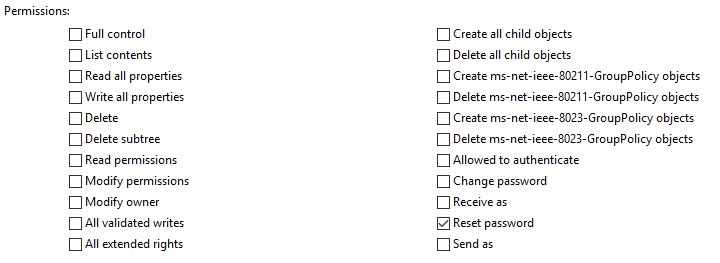 Permissions:
Full control
List contents
Read all properties
Write all properties
Delete
Delete subtree
Read permissions
Modify permissions
Modify owner
All validated writes
All extended rights
Create all child objects
Delete all child objects
Create ms-net-ieee-80211-GroupPolicy objects
Delete ms-net-ieee-80211-GroupPolicy objects
Create ms-net-ieee-8023-GroupPolicy objects
Delete ms-net-ieee-8023-GroupPolicy objects
Allowed to authenticate
Change password
Receive as
Reset password
Send as